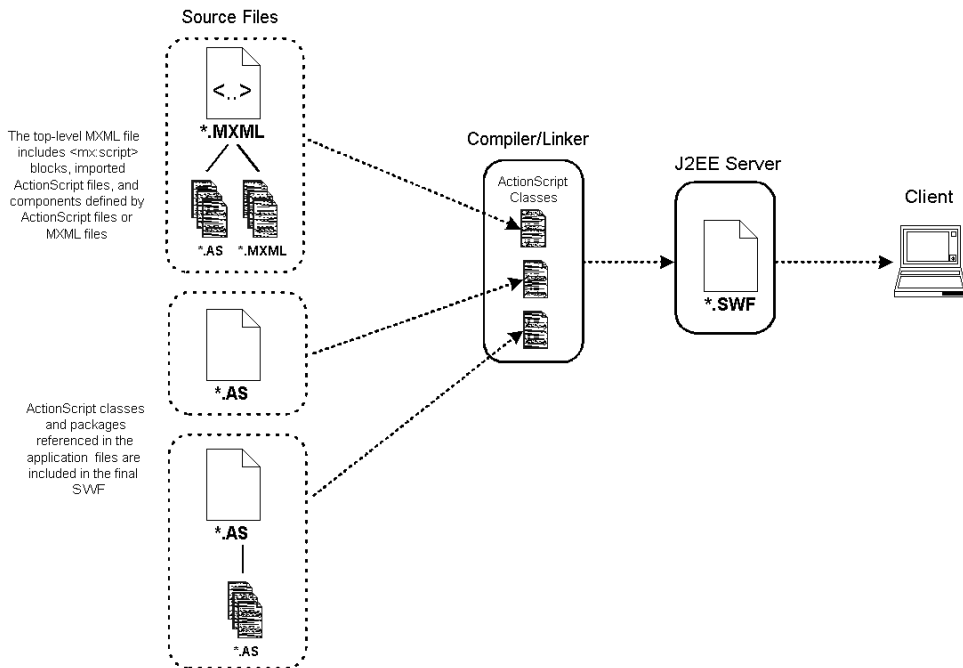 Source Files
<..>
*.MXML
*.AS
*.MXML
The top-level MXML file
includes <mx:script>
blocks, imported
ActionScript files, and
components defined by
ActionScript files or
MXML files
*.AS
ActionScript classes
and packages
referenced in the
application files are
included in the final
SWF
*.AS
*.AS
Compiler/Linker
ActionScript
Classes
J2EE Server
*.SWF
Client